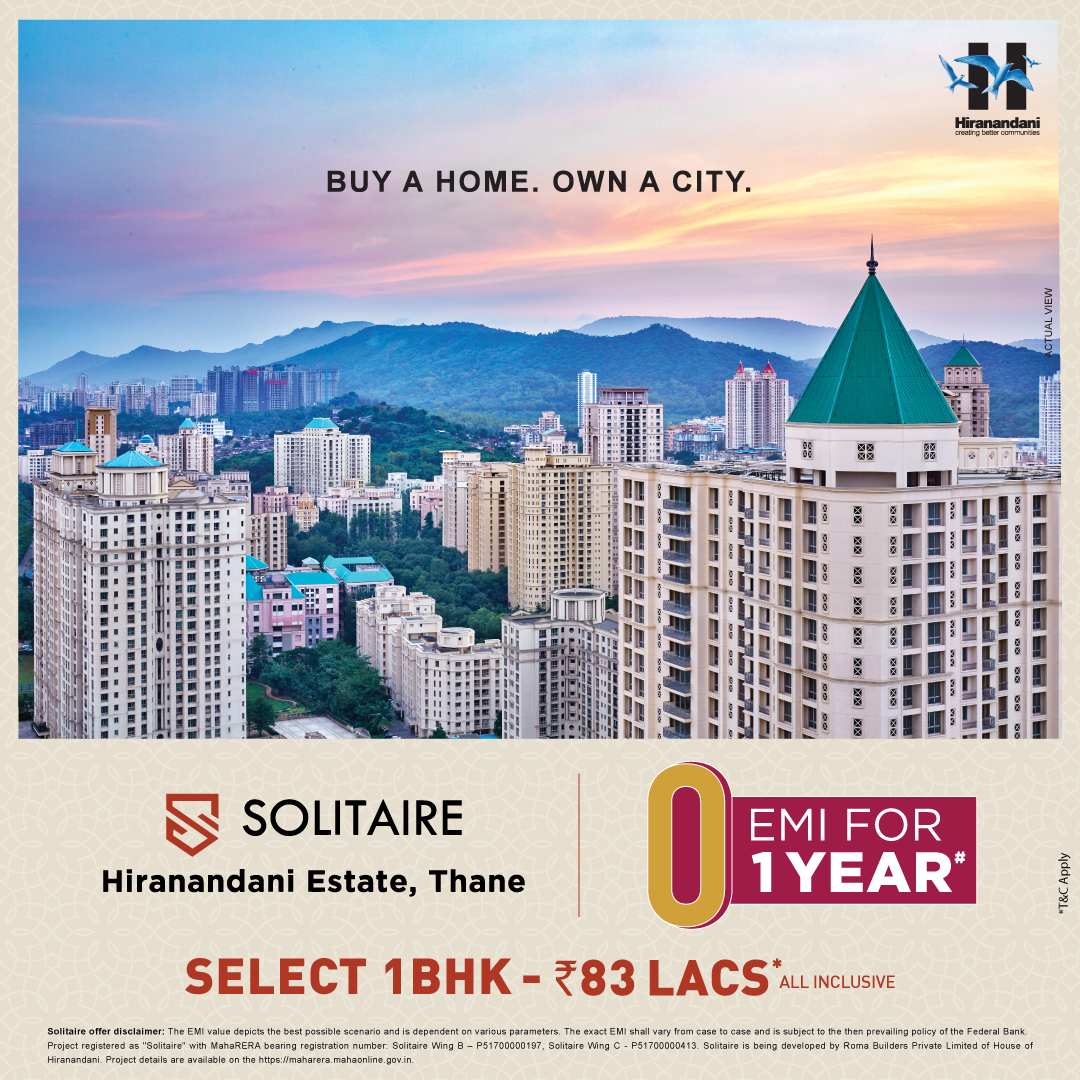 Hiranandani
creating better communities
BUY A HOME. OWN A CITY.
ACTUAL VIEW
SOLITAIRE
Hiranandani Estate, Thane
0 EMI FOR
1 YEAR#
*T&C Apply
SELECT 1BHK - ₹83 LACS* ALL INCLUSIVE
Solitaire offer disclaimer: The EMI value depicts the best possible scenario and is dependent on various parameters. The exact EMI shall vary from case to case and is subject to the then prevailing policy of the Federal Bank.
Project registered as "Solitaire" with MahaRERA bearing registration number: Solitaire Wing B – P51700000197, Solitaire Wing C - P51700000413. Solitaire is being developed by Roma Builders Private Limited of House of
Hiranandani. Project details are available on the https://maharera.mahaonline.gov.in.